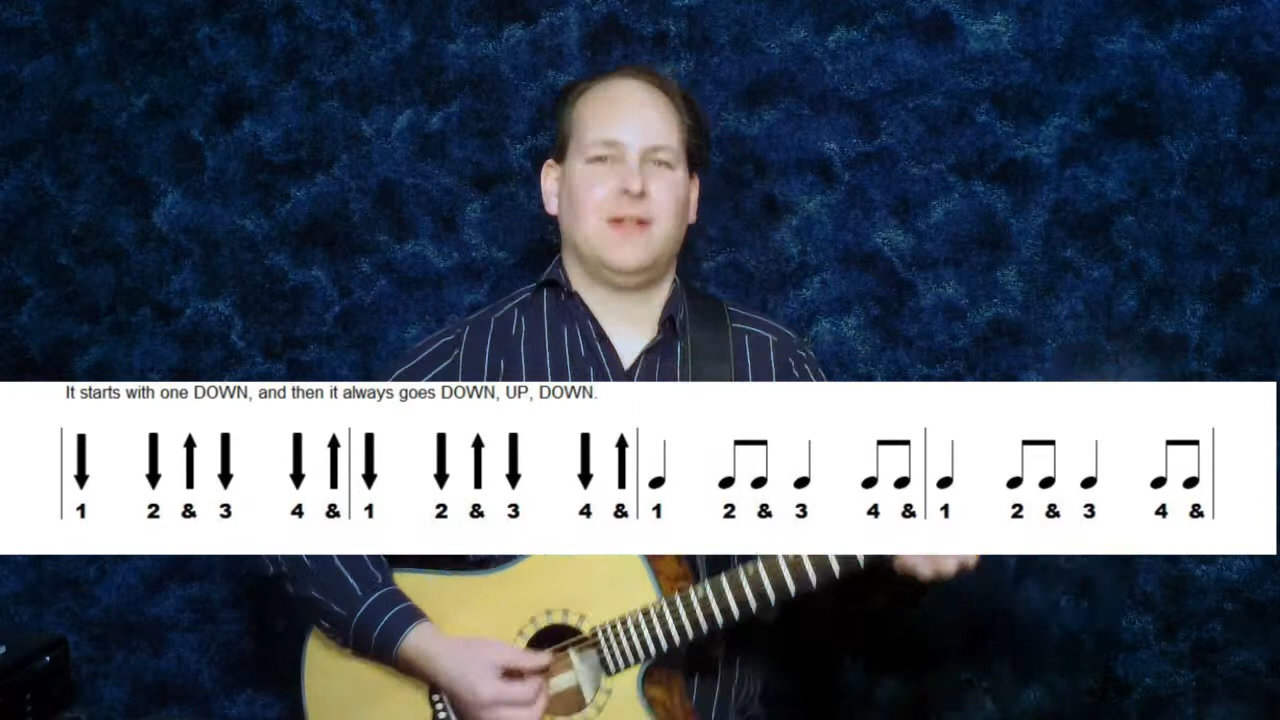 It starts with one DOWN, and then it always goes DOWN, UP, DOWN.
1 2 & 3 4 & 1 2 & 3 4 & 1 2 & 3 4 & 1 2 & 3 4 &